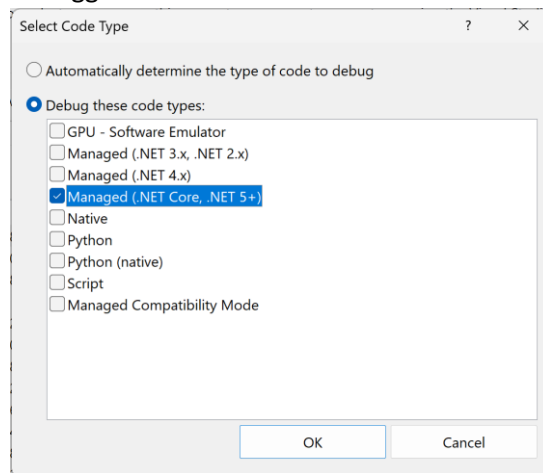 Select Code Type
Automatically determine the type of code to debug
Debug these code types:
GPU - Software Emulator
Managed (.NET 3.x, .NET 2.x)
Managed (.NET 4.x)
Managed (.NET Core, .NET 5+)
Native
Python
Python (native)
Script
Managed Compatibility Mode
OK Cancel